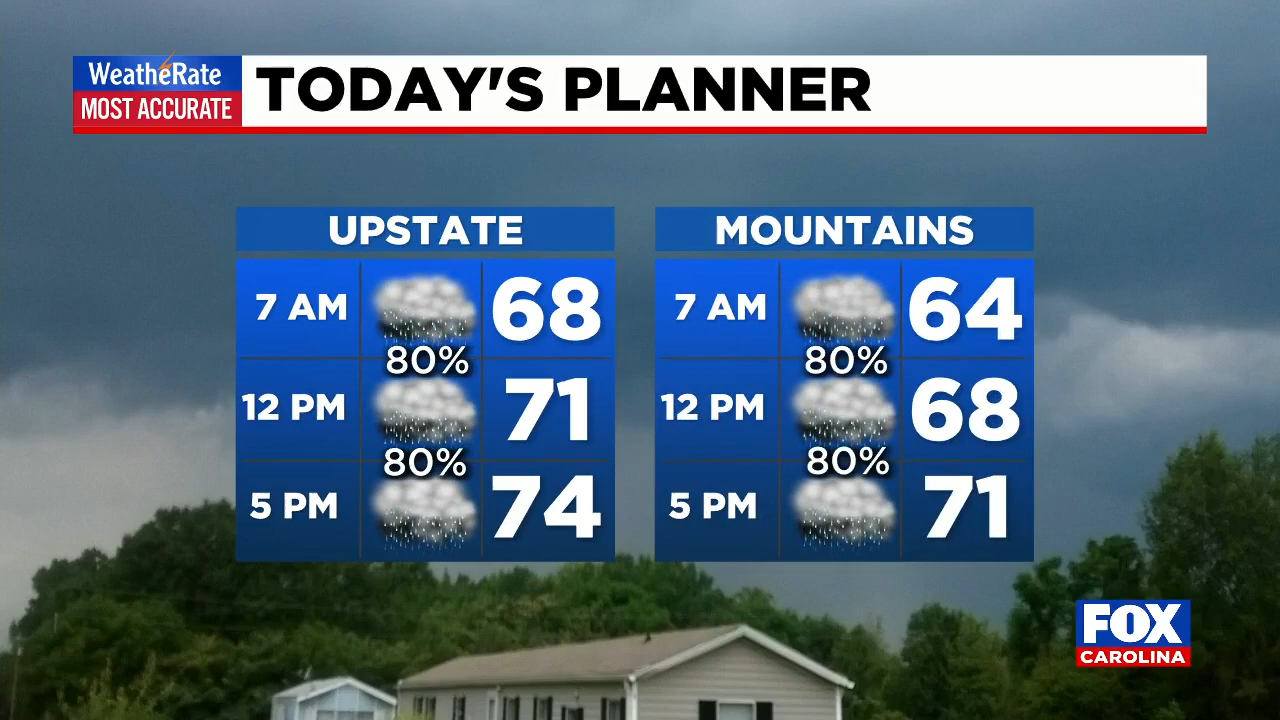 WeatheRate
MOST ACCURATE
TODAY'S PLANNER
UPSTATE
7 AM 68
80%
12 PM 71
80%
5 PM 74
MOUNTAINS
7 AM 64
80%
12 PM 68
80%
5 PM 71
FOX
CAROLINA